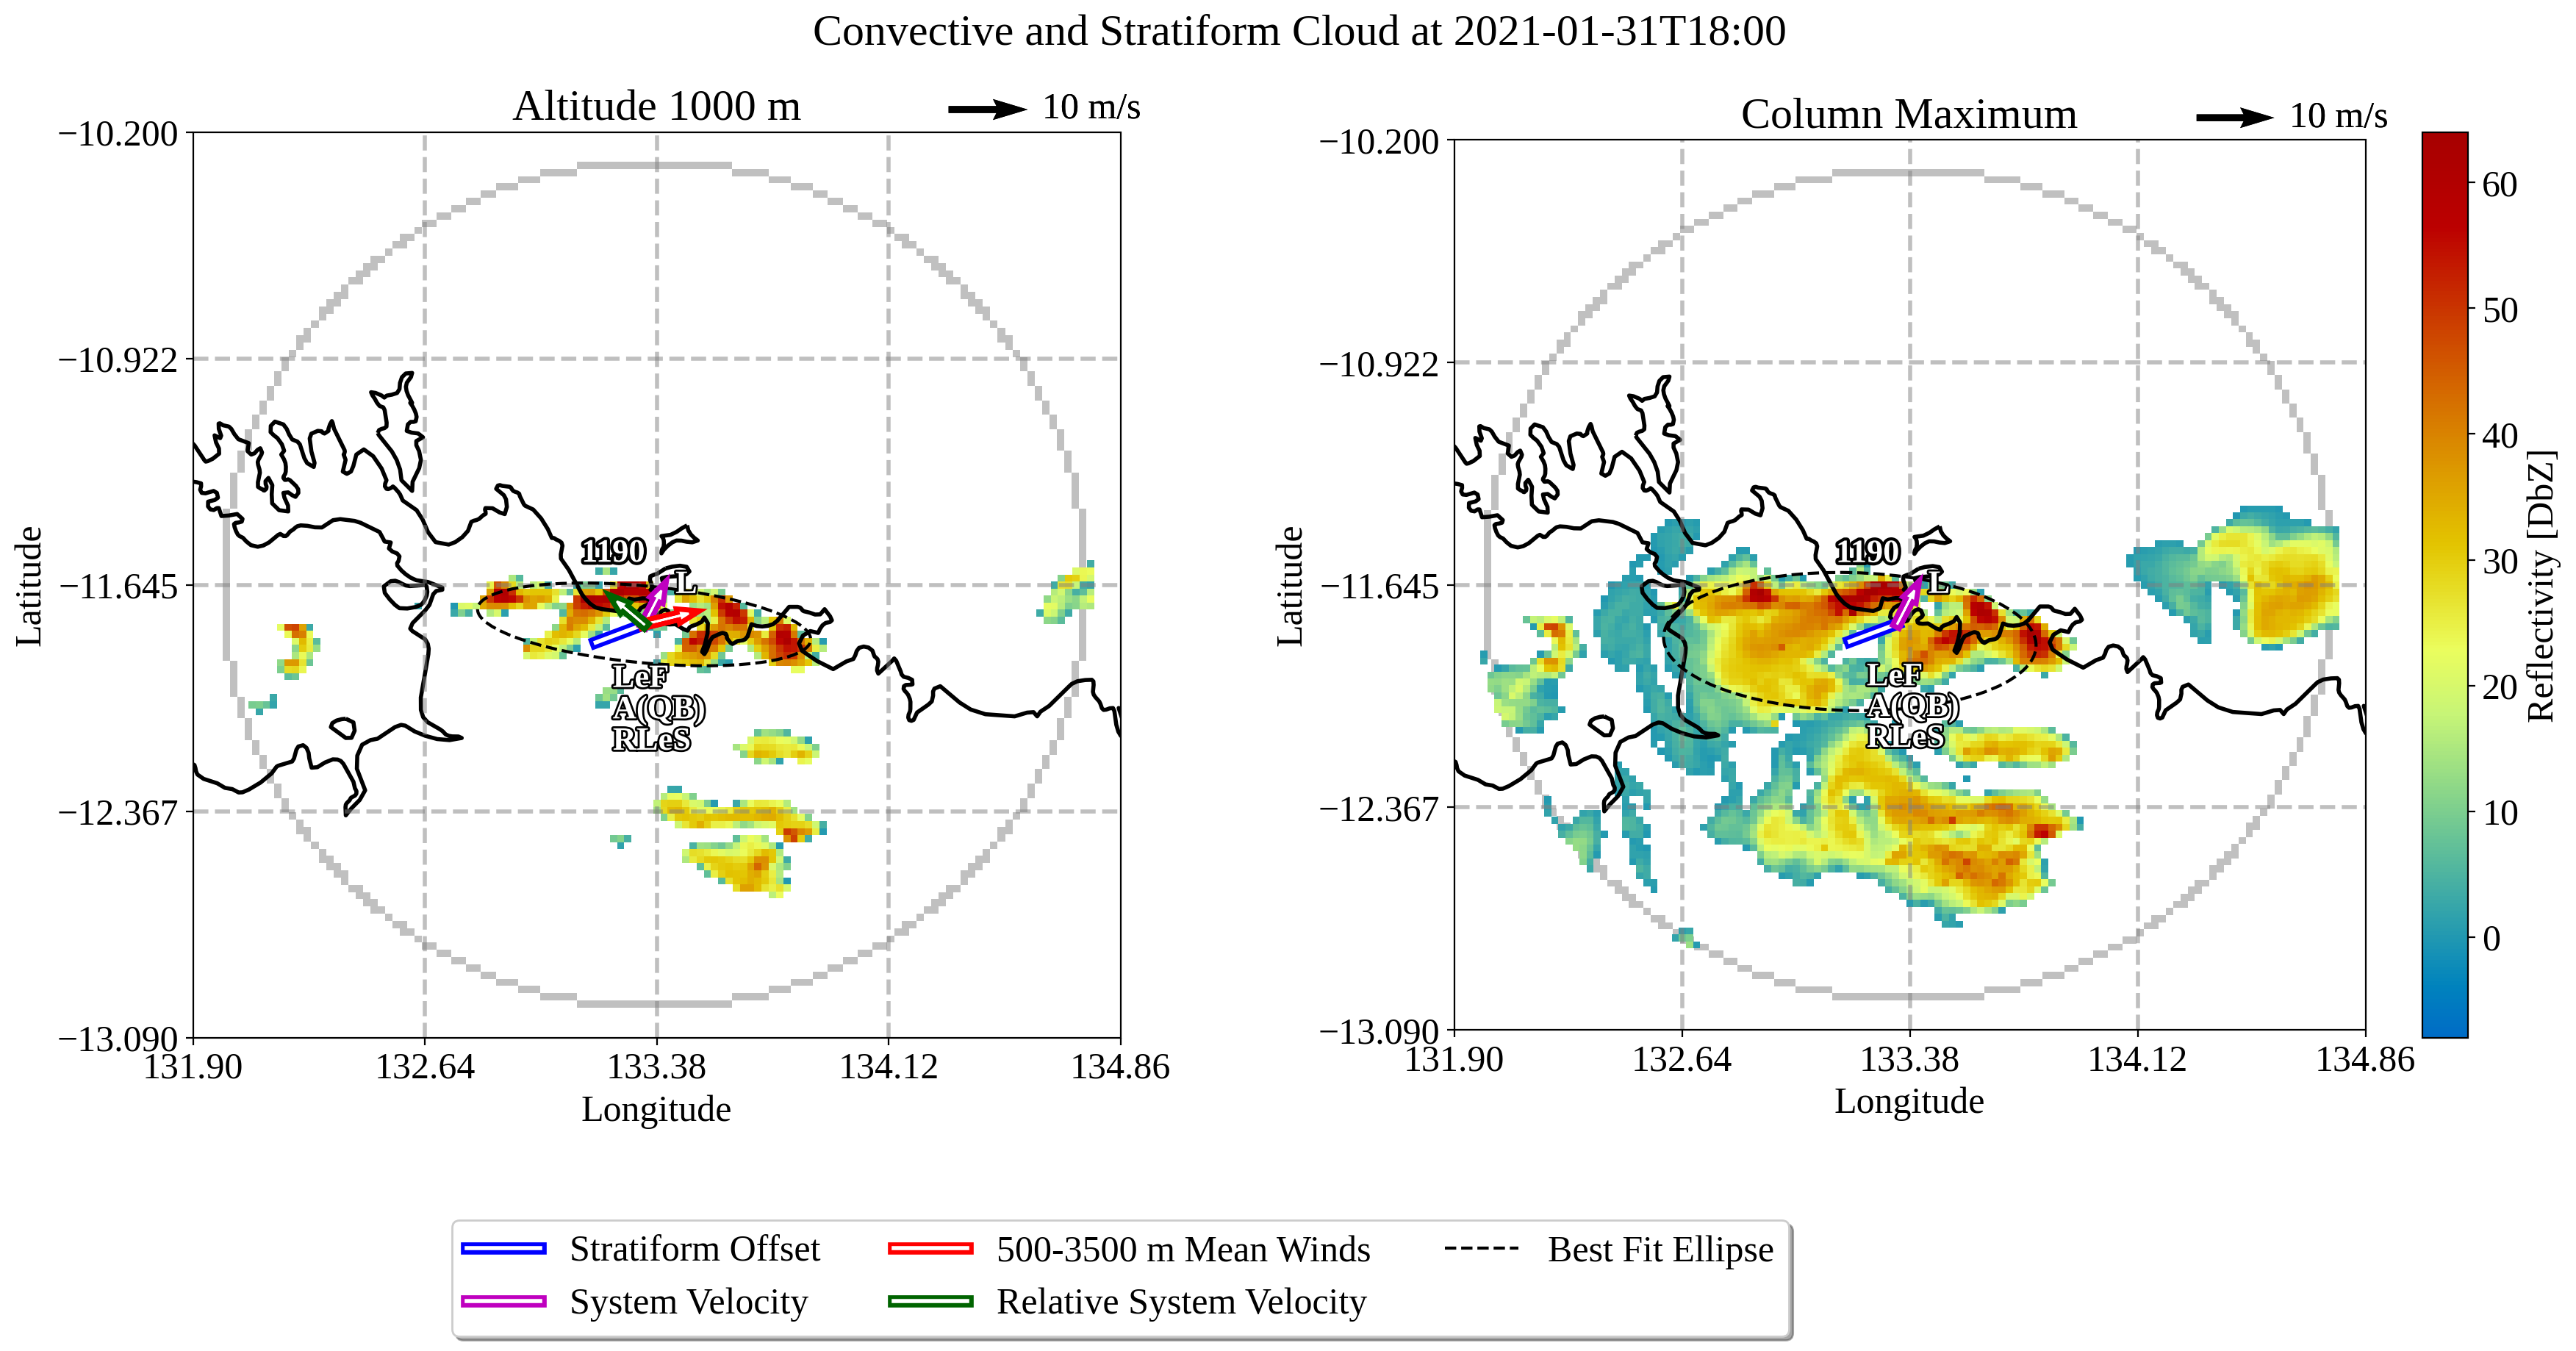 Convective and Stratiform Cloud at 2021-01-31T18:00
Altitude 1000 m
10 m/s
−10.200
−10.922
−11.645
−12.367
−13.090
131.90
132.64
133.38
134.12
134.86
Latitude
Longitude
1190
L
LeF
A(QB)
RLeS
Column Maximum
10 m/s
−10.200
−10.922
−11.645
−12.367
−13.090
131.90
132.64
133.38
134.12
134.86
Latitude
Longitude
1190
L
LeF
A(QB)
RLeS
60
50
40
30
20
10
0
Reflectivity [DbZ]
Stratiform Offset
500-3500 m Mean Winds
Best Fit Ellipse
System Velocity
Relative System Velocity